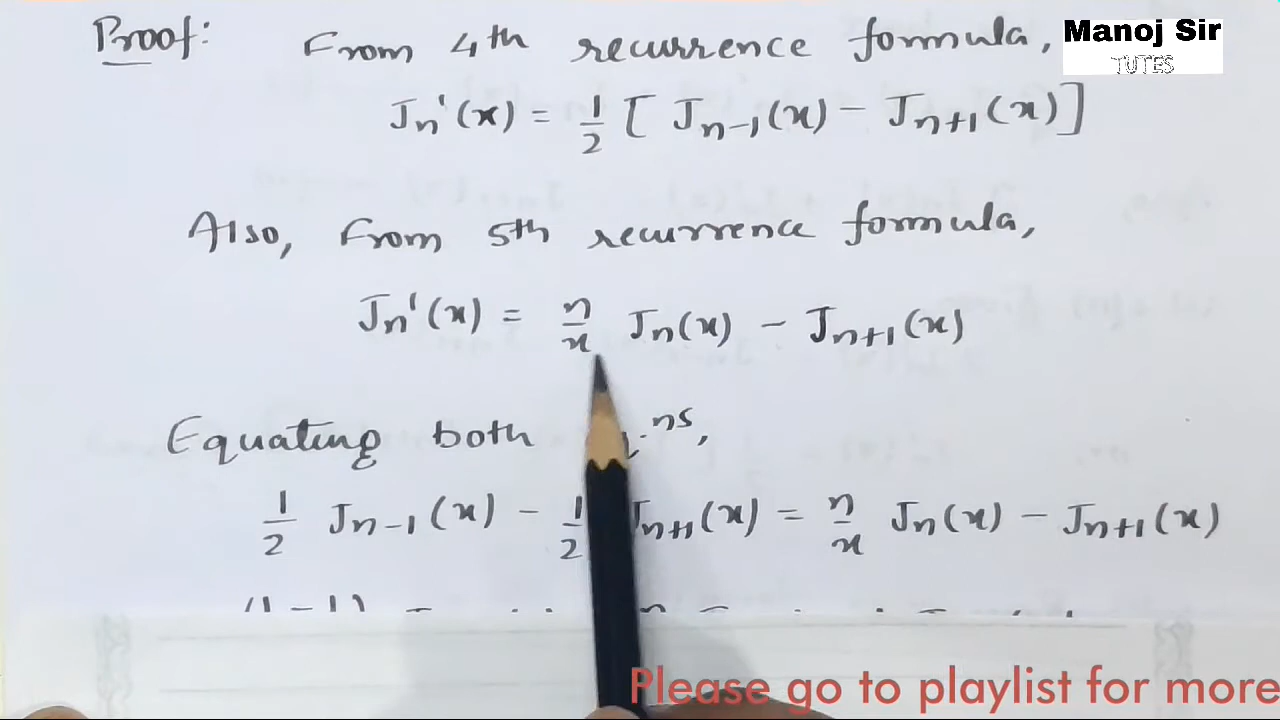 Proof: From 4th recurrence formula,
Manoj Sir
TUTES
Jn'(x) = 1/2 [ Jn-1(x) - Jn+1(x) ]
Also, From 5th recurrence formula,
Jn'(x) = n/x Jn(x) - Jn+1(x)
Equating both
1/2 Jn-1(x) - 1/2 Jn+1(x) = n/x Jn(x) - Jn+1(x)
Please go to playlist for more